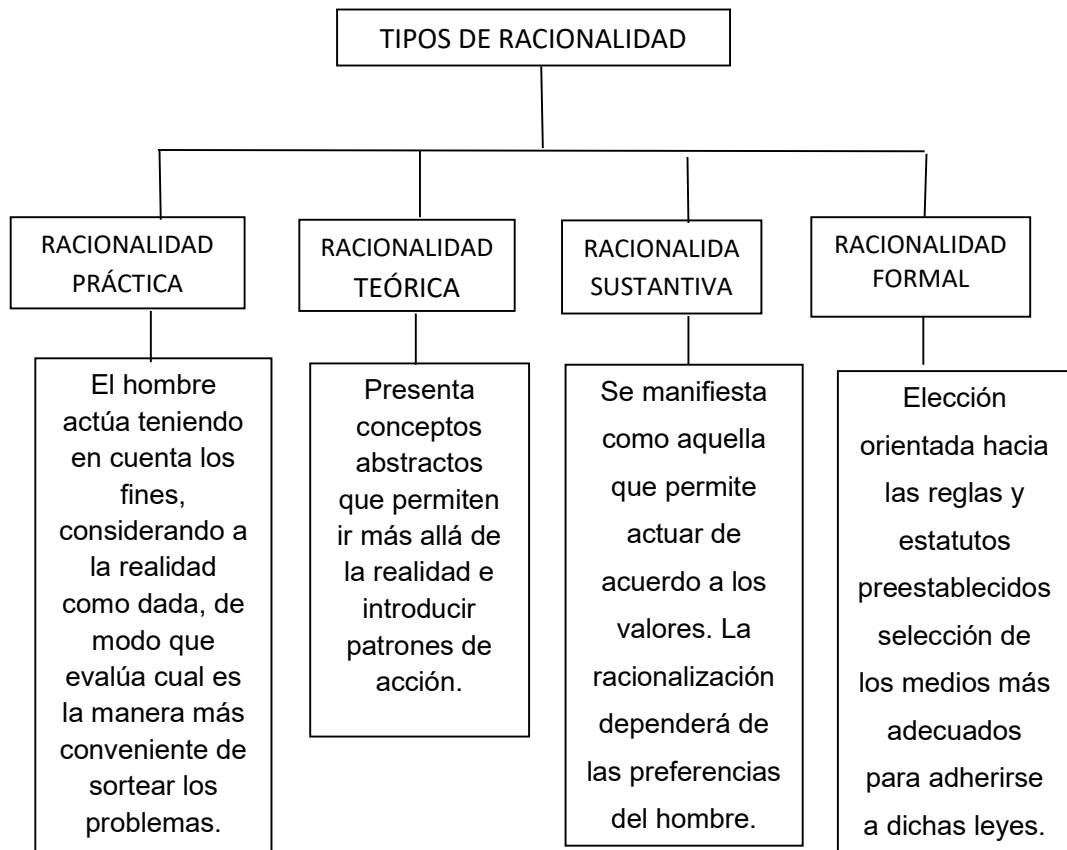 TIPOS DE RACIONALIDAD
RACIONALIDAD
PRÁCTICA
RACIONALIDAD
TEÓRICA
RACIONALIDA
SUSTANTIVA
RACIONALIDAD
FORMAL
El hombre
actúa teniendo
en cuenta los
fines,
considerando a
la realidad
como dada, de
modo que
evalúa cual es
la manera más
conveniente de
sortear los
problemas.
Presenta
conceptos
abstractos
que permiten
ir más allá de
la realidad e
introducir
patrones de
acción.
Se manifiesta
como aquella
que permite
actuar de
acuerdo a los
valores. La
racionalización
dependerá de
las preferencias
del hombre.
Elección
orientada hacia
las reglas y
estatutos
preestablecidos
selección de
los medios más
adecuados
para adherirse
a dichas leyes.